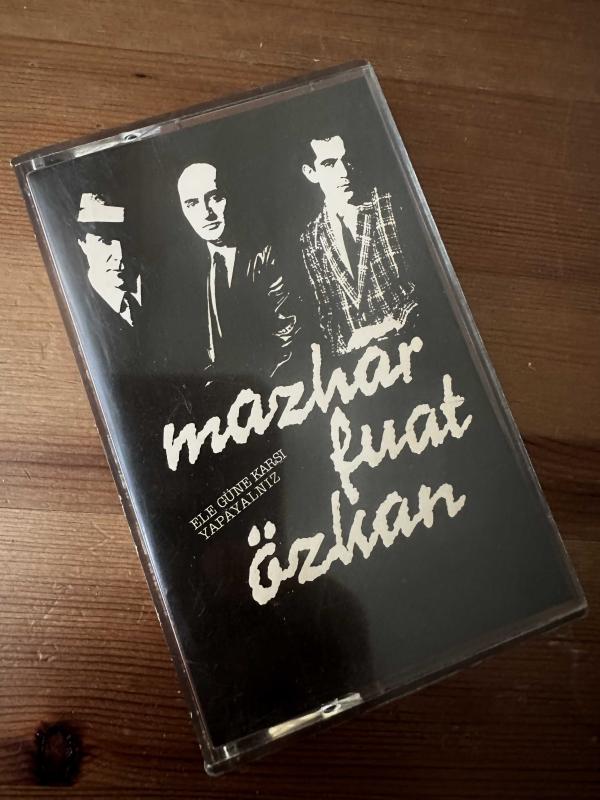 mazhar
fuat
özkan
ELE GÜNE KARŞI
YAPAYALNIZ